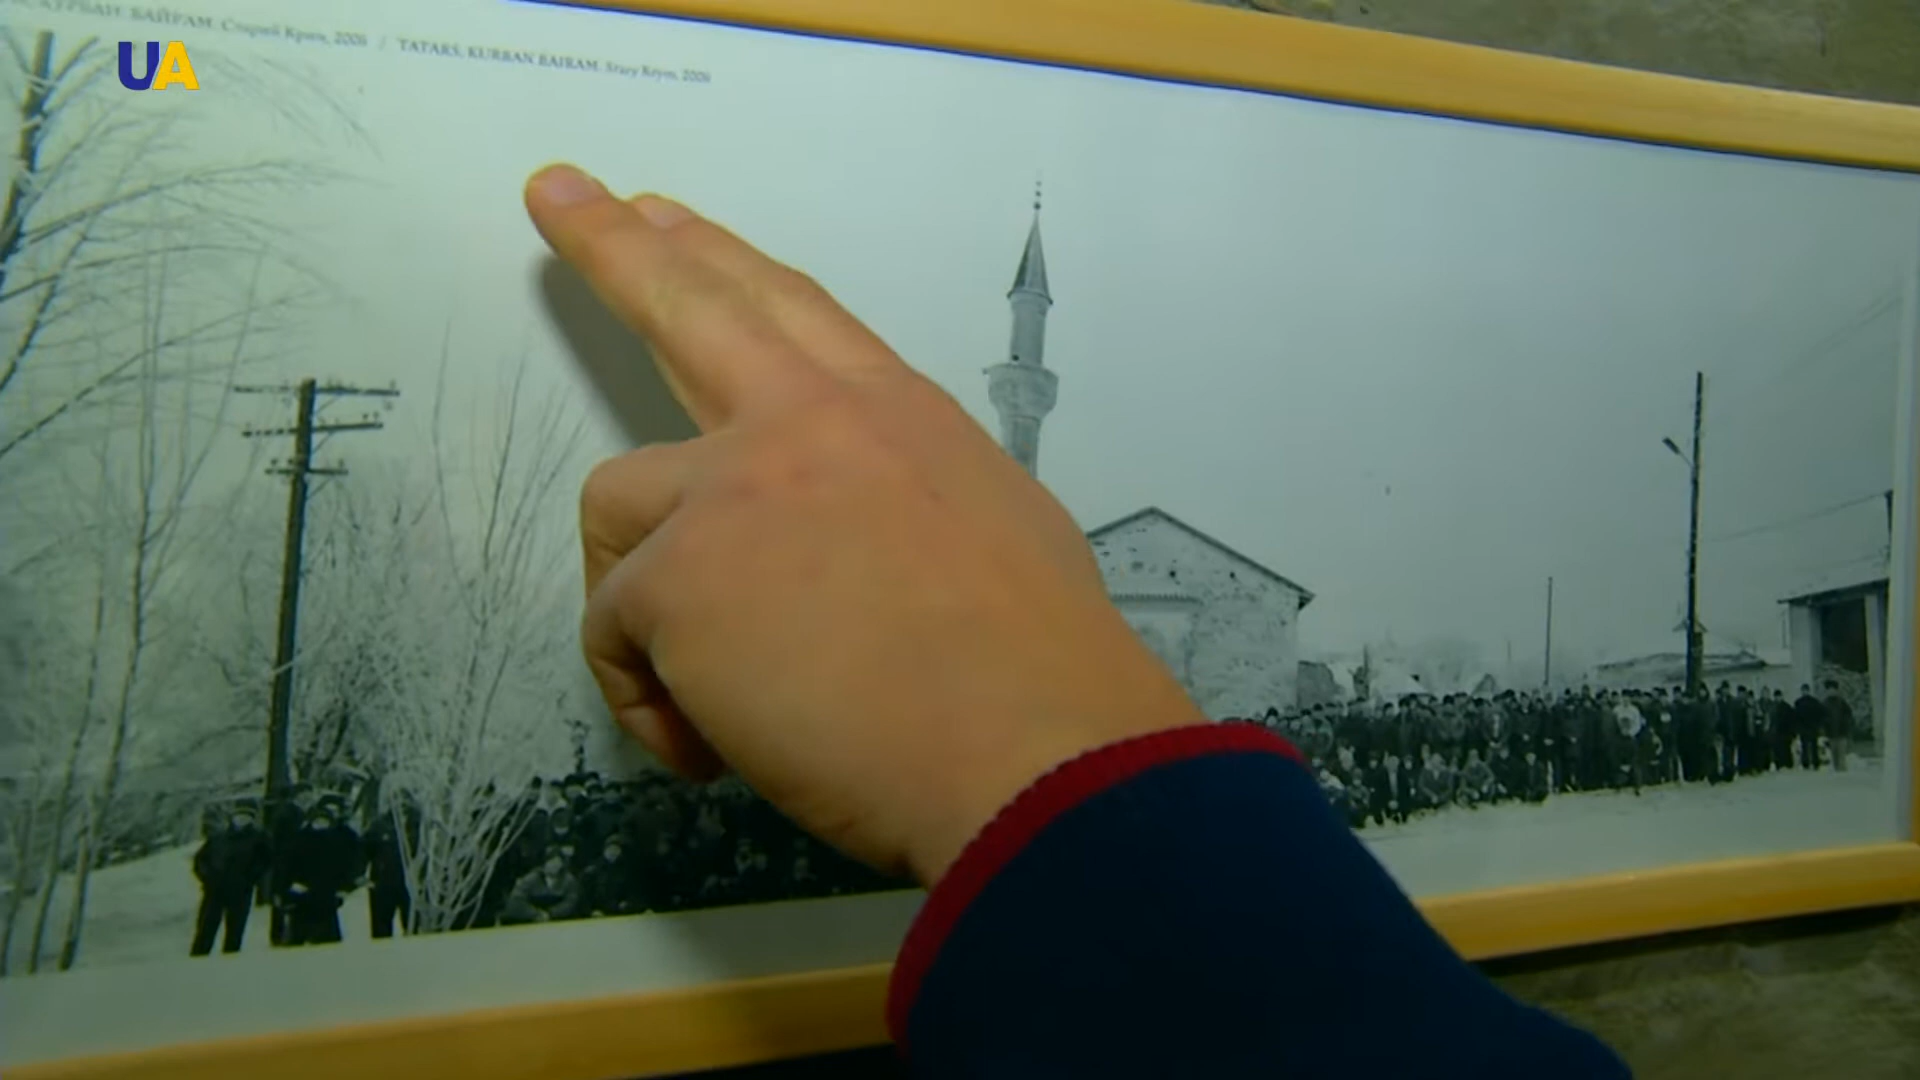 КУРБАН БАЙРАМ. Старий Крим, 2006 / TATARS, KURBAN BAIRAM. Stary Krym, 2006
UA